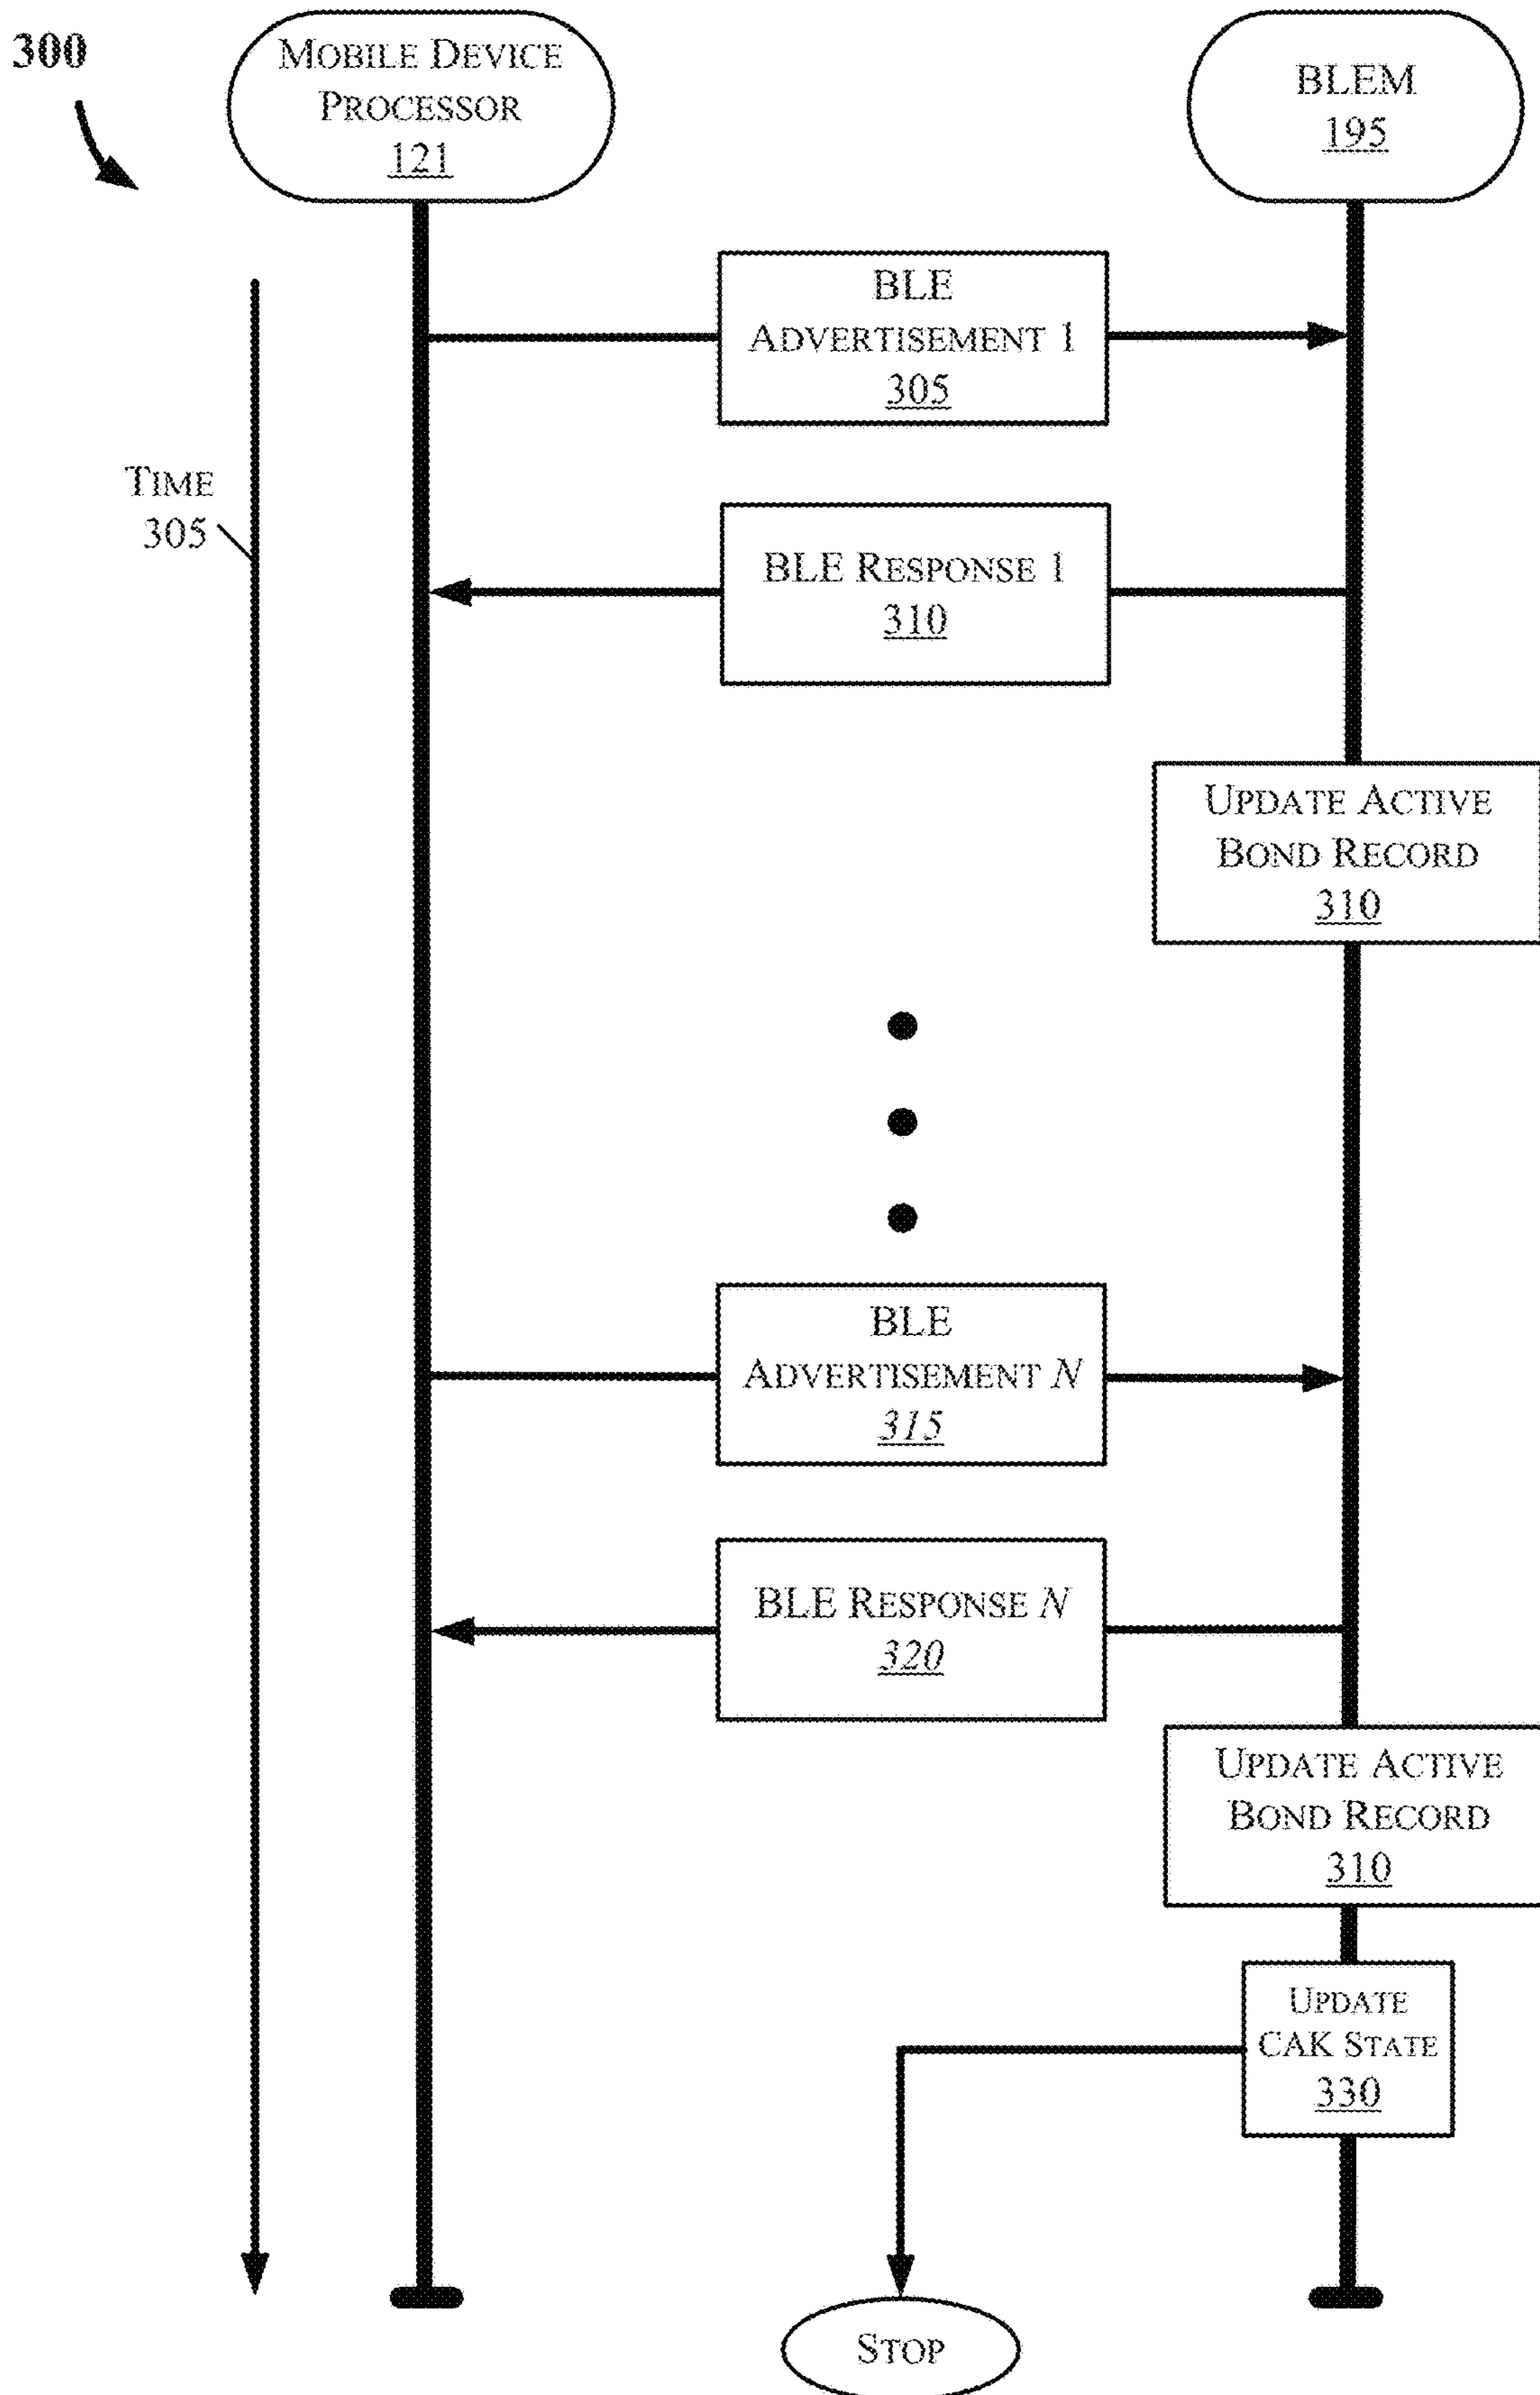 300
MOBILE DEVICE
PROCESSOR
121
BLEM
195
BLE
ADVERTISEMENT 1
305
TIME
305
BLE RESPONSE 1
310
UPDATE ACTIVE
BOND RECORD
310
BLE
ADVERTISEMENT N
315
BLE RESPONSE N
320
UPDATE ACTIVE
BOND RECORD
310
UPDATE
CAK STATE
330
STOP